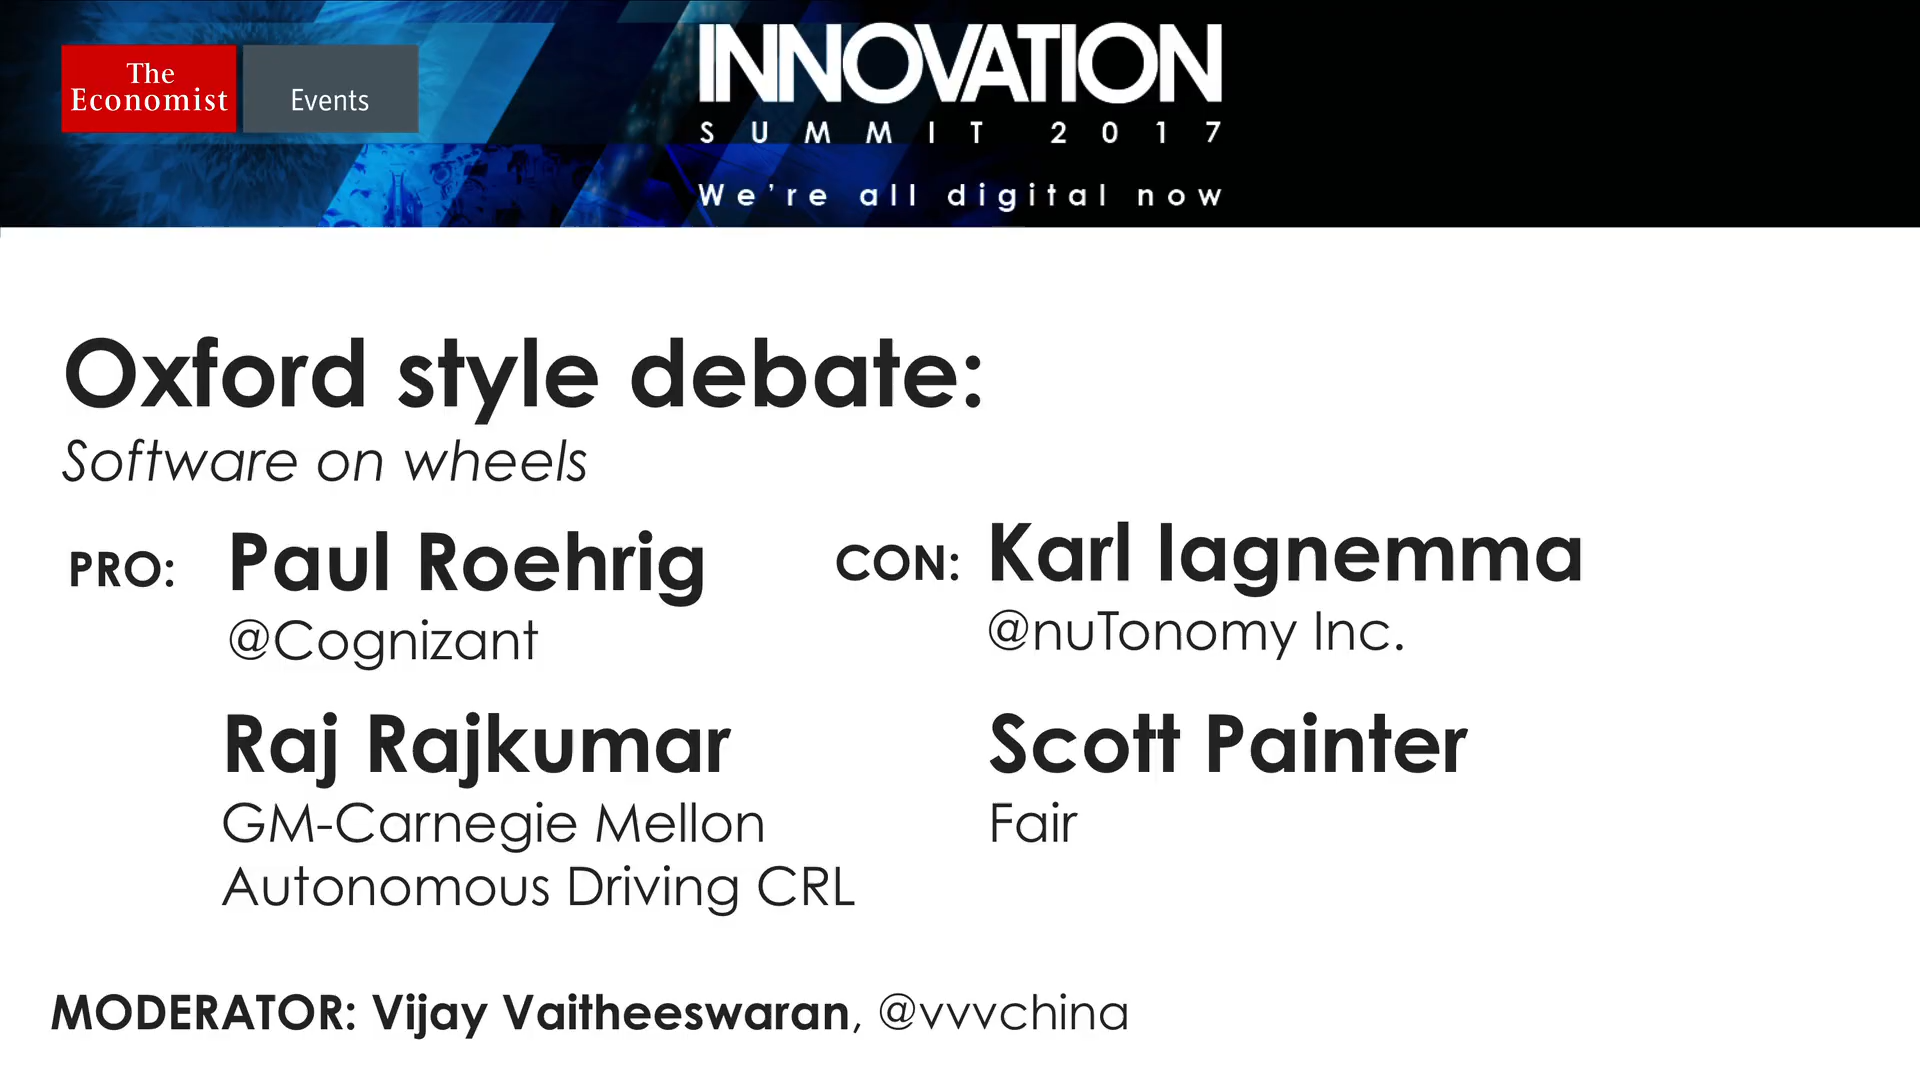 The
Economist
Events
INNOVATION
SUMMIT 2017
We're all digital now
Oxford style debate:
Software on wheels
PRO:
Paul Roehrig
@Cognizant
Raj Rajkumar
GM-Carnegie Mellon
Autonomous Driving CRL
CON:
Karl Iagnemma
@nuTonomy Inc.
Scott Painter
Fair
MODERATOR: Vijay Vaitheeswaran, @vvvchina